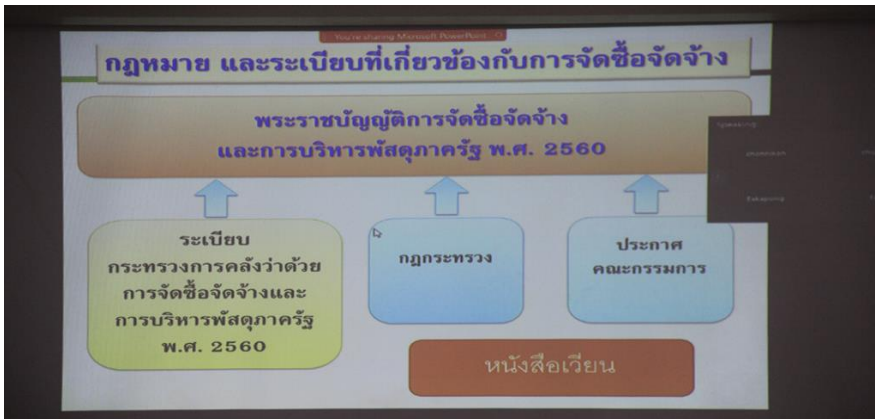 You're sharing Microsoft PowerPoint
กฎหมาย และระเบียบที่เกี่ยวข้องกับการจัดซื้อจัดจ้าง
พระราชบัญญัติการจัดซื้อจัดจ้าง
และการบริหารพัสดุภาครัฐ พ.ศ. 2560
ระเบียบ
กระทรวงการคลังว่าด้วย
การจัดซื้อจัดจ้างและ
การบริหารพัสดุภาครัฐ
พ.ศ. 2560
กฎกระทรวง
ประกาศ
คณะกรรมการ
หนังสือเวียน